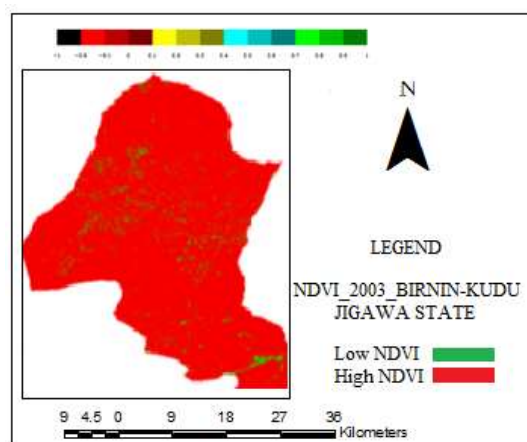 N
LEGEND
NDVI_2003_BIRNIN-KUDU
JIGAWA STATE
Low NDVI
High NDVI
9 4.5 0 9 18 27 36
Kilometers